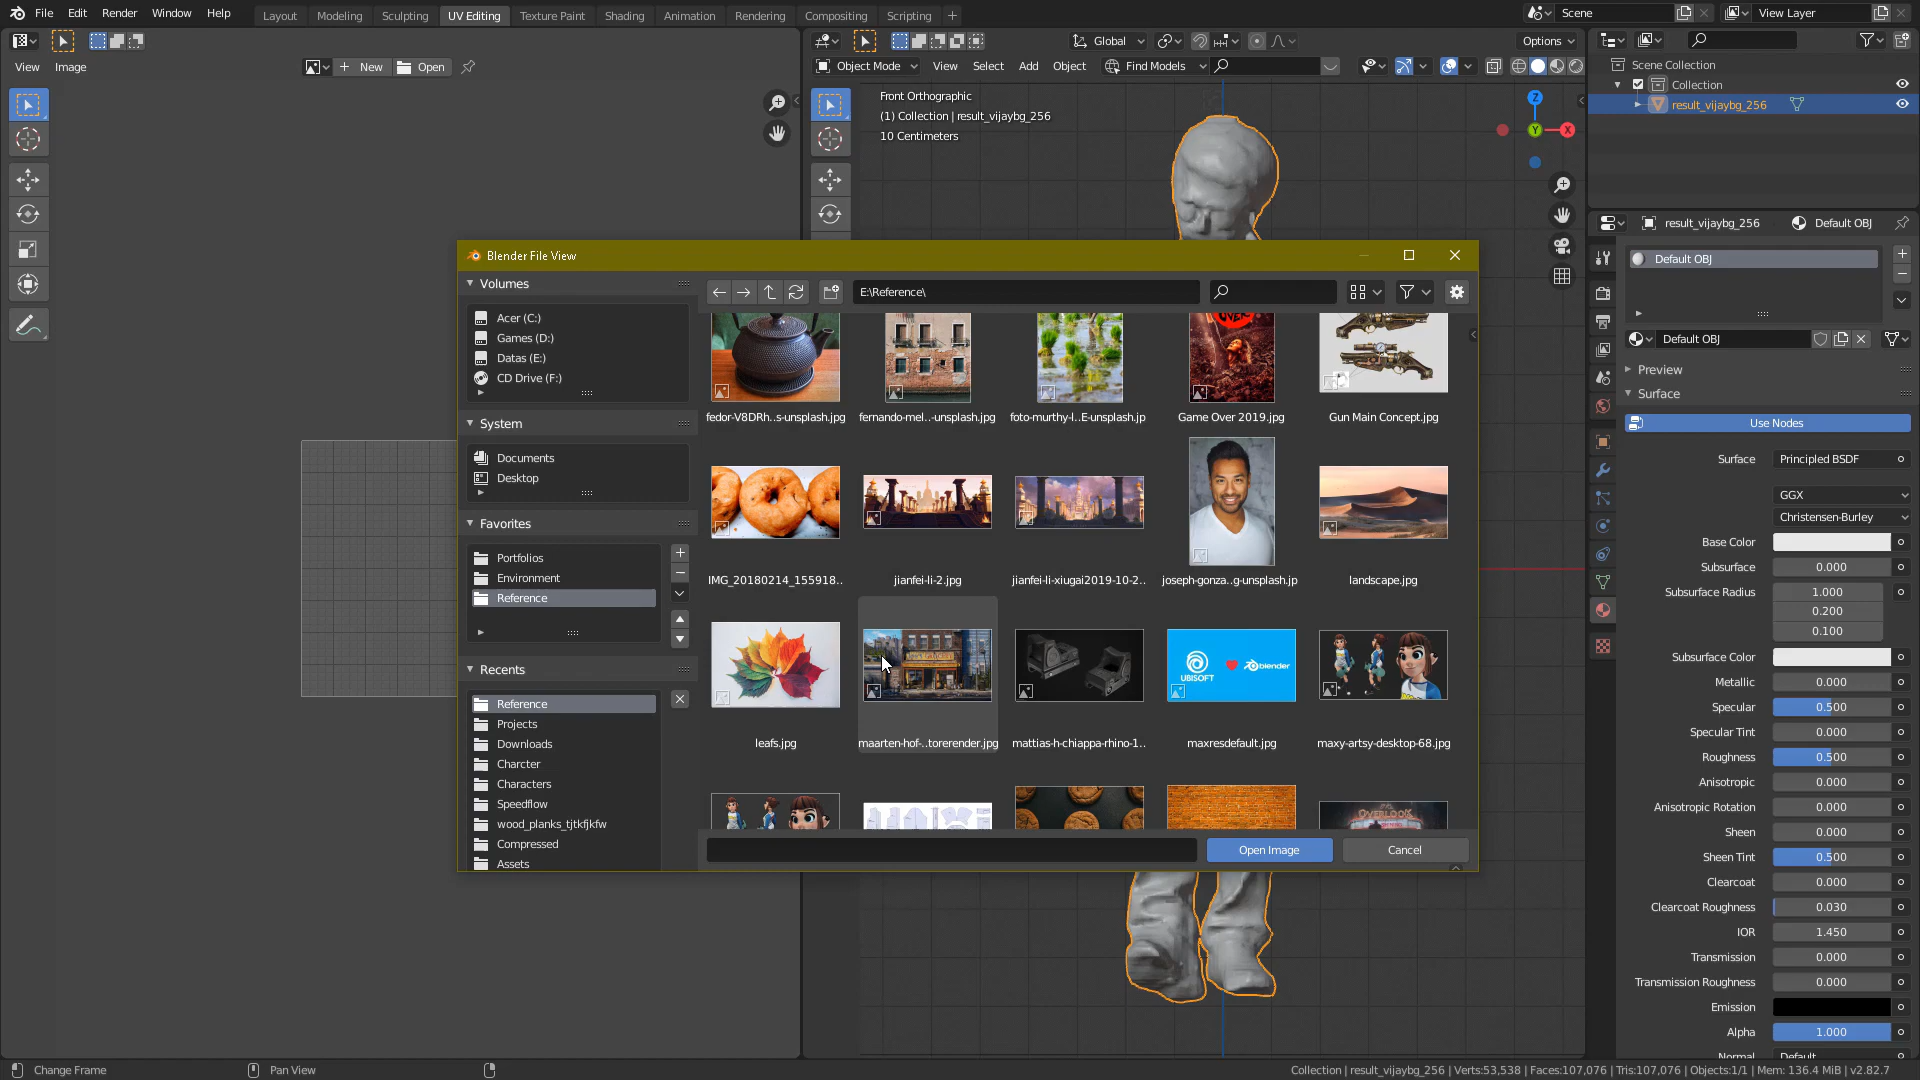 File Edit Render Window Help
Layout Modeling Sculpting UV Editing Texture Paint Shading Animation Rendering Compositing Scripting +
Scene
View Layer
View Image
New
Open
Global
Options
Object Mode View Select Add Object Find Models
Front Orthographic
(1) Collection | result_vijaybg_256
10 Centimeters
Z
Y
X
Scene Collection
Collection
result_vijaybg_256
Blender File View
Volumes
Acer (C:)
Games (D:)
Datas (E:)
CD Drive (F:)
System
Documents
Desktop
Favorites
Portfolios
Environment
Reference
Recents
Reference
Projects
Downloads
Charcter
Characters
Speedflow
wood_planks_tjtkfjkfw
Compressed
Assets
E:\Reference\
OVER
fedor-V8DRh..s-unsplash.jpg
fernando-mel..-unsplash.jpg
foto-murthy-l..E-unsplash.jp
Game Over 2019.jpg
Gun Main Concept.jpg
IMG_20180214_155918..
jianfei-li-2.jpg
jianfei-li-xiugai2019-10-2..
joseph-gonza..g-unsplash.jp
landscape.jpg
UBISOFT
blender
leafs.jpg
maarten-hof-..torerender.jpg
mattias-h-chiappa-rhino-1..
maxresdefault.jpg
maxy-artsy-desktop-68.jpg
OVERLOOK
Open Image
Cancel
result_vijaybg_256
Default OBJ
Default OBJ
Default OBJ
Preview
Surface
Use Nodes
Surface Principled BSDF
GGX
Christensen-Burley
Base Color
Subsurface 0.000
Subsurface Radius 1.000
0.200
0.100
Subsurface Color
Metallic 0.000
Specular 0.500
Specular Tint 0.000
Roughness 0.500
Anisotropic 0.000
Anisotropic Rotation 0.000
Sheen 0.000
Sheen Tint 0.500
Clearcoat 0.000
Clearcoat Roughness 0.030
IOR 1.450
Transmission 0.000
Transmission Roughness 0.000
Emission
Alpha 1.000
Normal Default
Change Frame
Pan View
Collection | result_vijaybg_256 | Verts:53,538 | Faces:107,076 | Tris:107,076 | Objects:1/1 | Mem: 136.4 MiB | v2.82.7